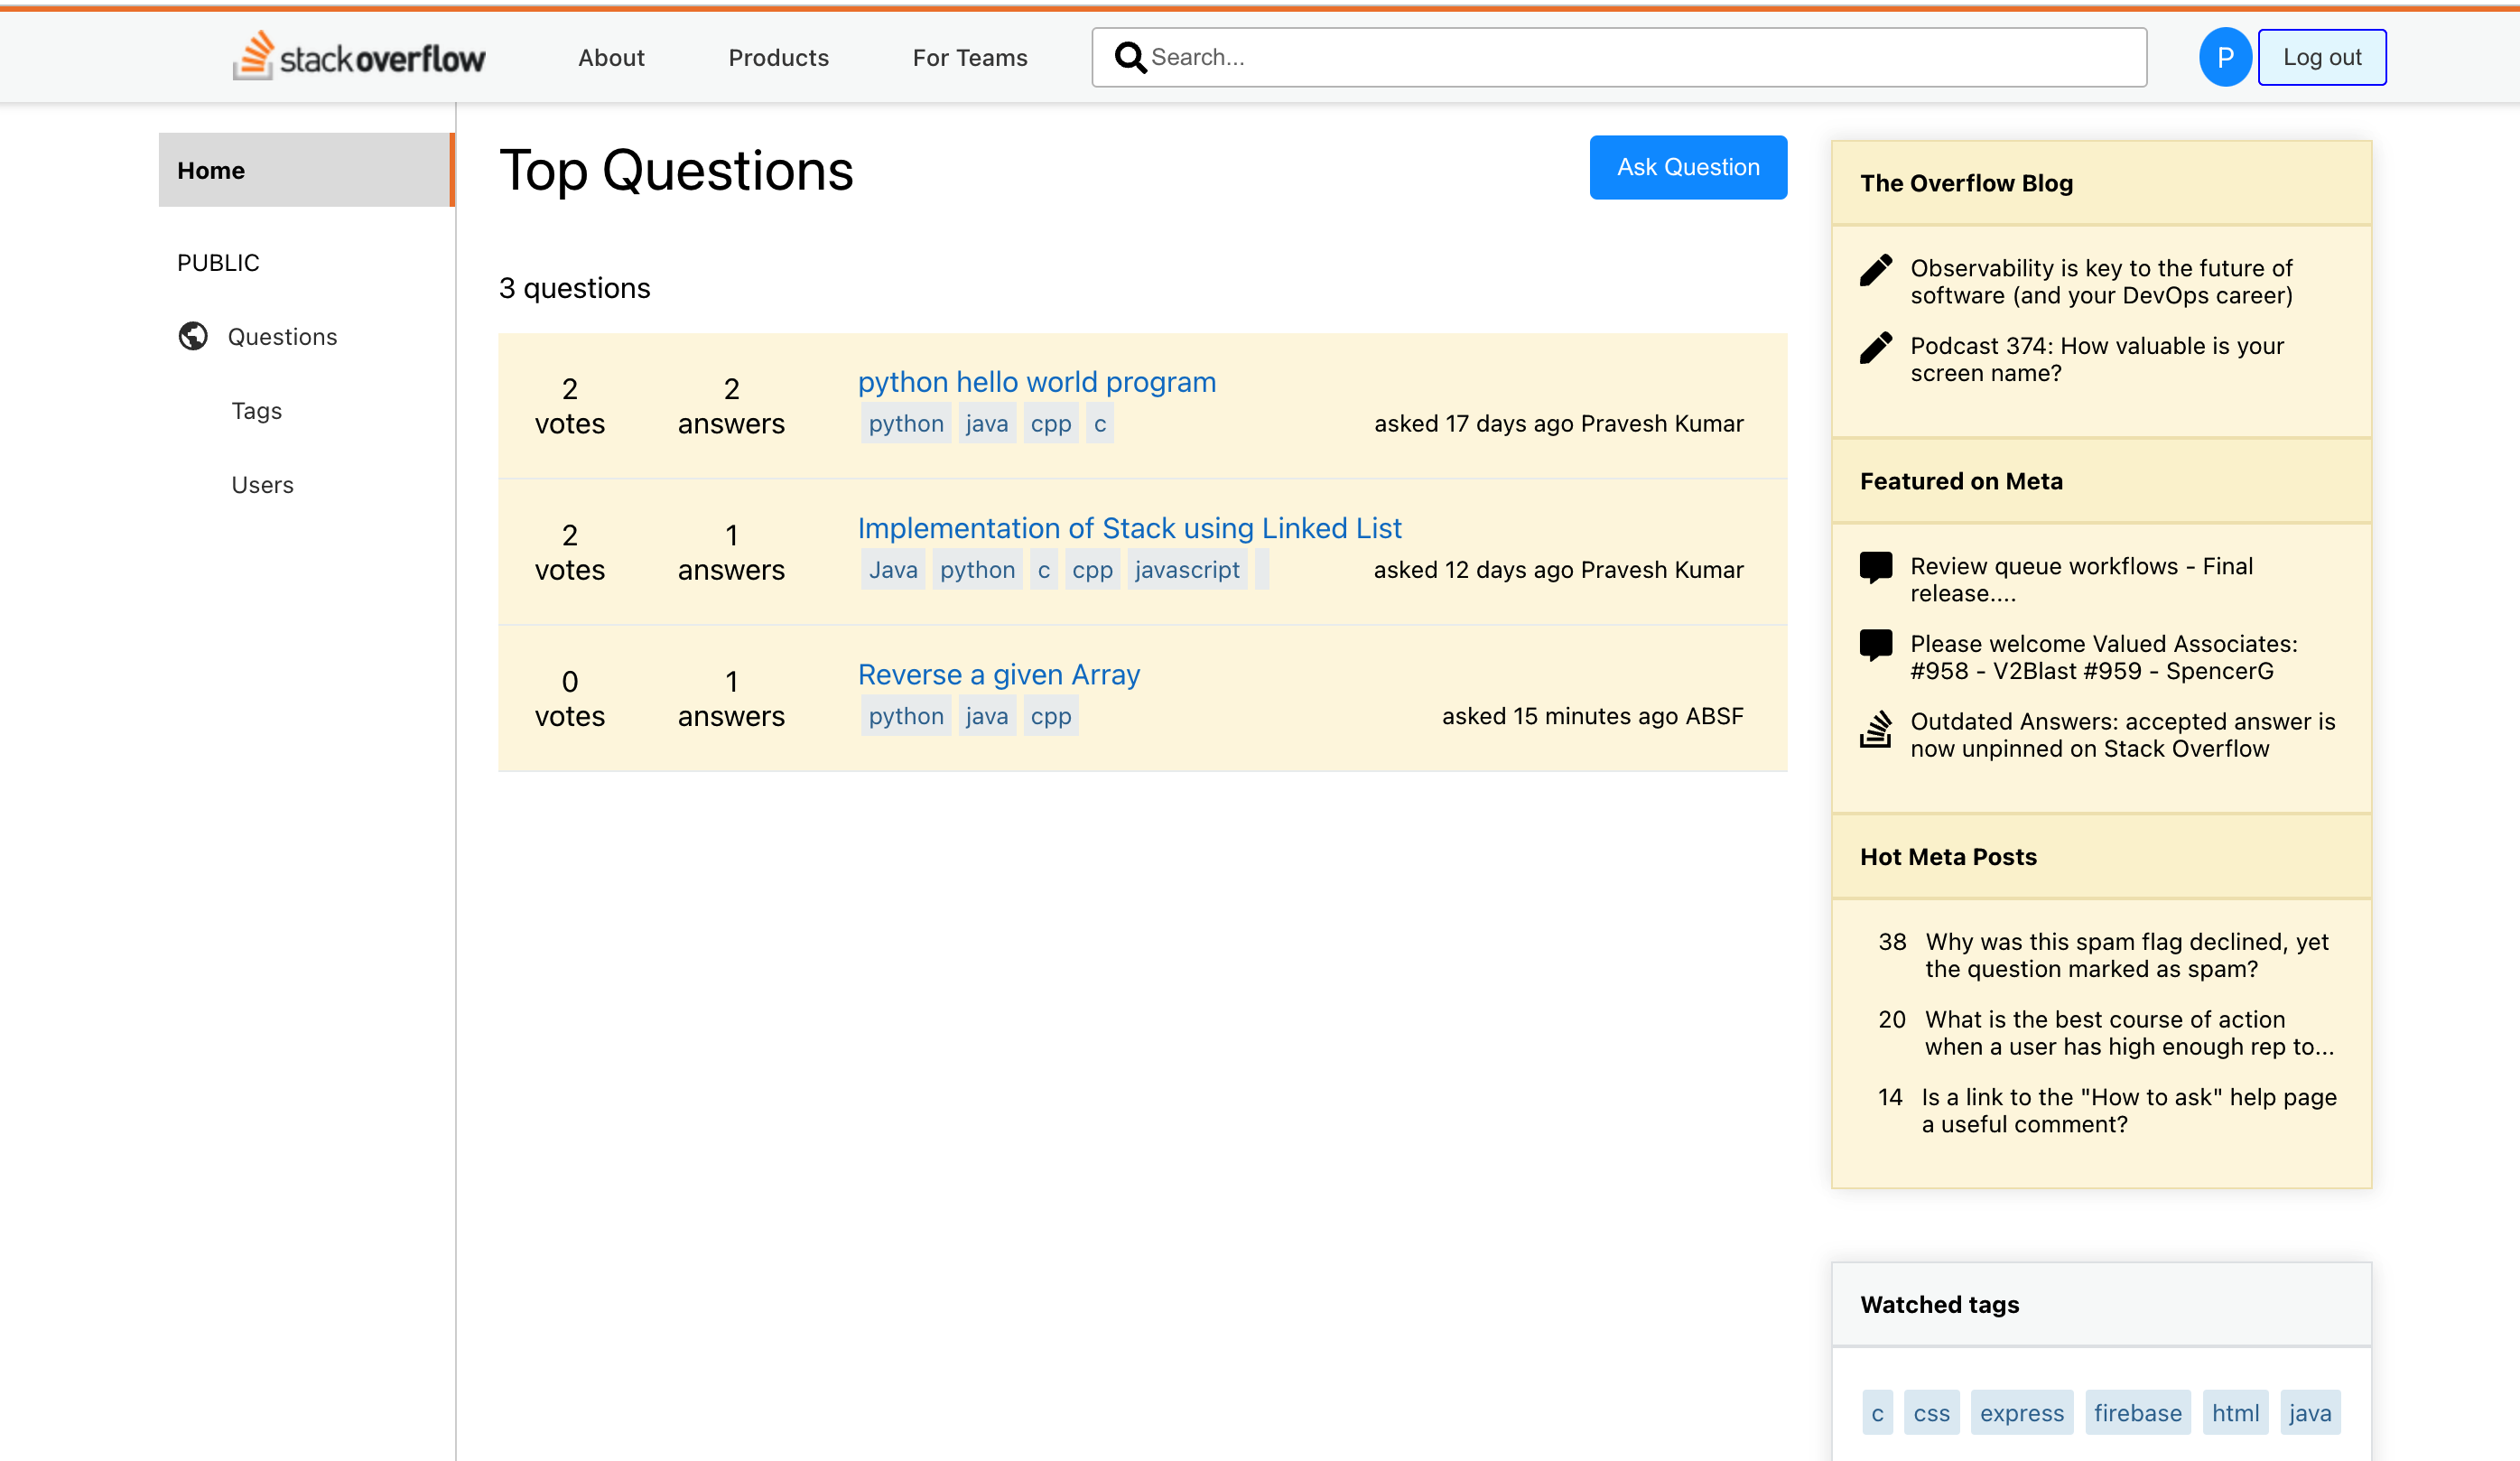 stackoverflow About Products For Teams Search... P Log out
Home
PUBLIC
Questions
Tags
Users
Top Questions
Ask Question
3 questions
2 votes
2 answers
python hello world program
python java cpp c
asked 17 days ago Pravesh Kumar
2 votes
1 answers
Implementation of Stack using Linked List
Java python c cpp javascript
asked 12 days ago Pravesh Kumar
0 votes
1 answers
Reverse a given Array
python java cpp
asked 15 minutes ago ABSF
The Overflow Blog
Observability is key to the future of
software (and your DevOps career)
Podcast 374: How valuable is your
screen name?
Featured on Meta
Review queue workflows - Final
release....
Please welcome Valued Associates:
#958 - V2Blast #959 - SpencerG
Outdated Answers: accepted answer is
now unpinned on Stack Overflow
Hot Meta Posts
38 Why was this spam flag declined, yet
the question marked as spam?
20 What is the best course of action
when a user has high enough rep to...
14 Is a link to the "How to ask" help page
a useful comment?
Watched tags
c css express firebase html java